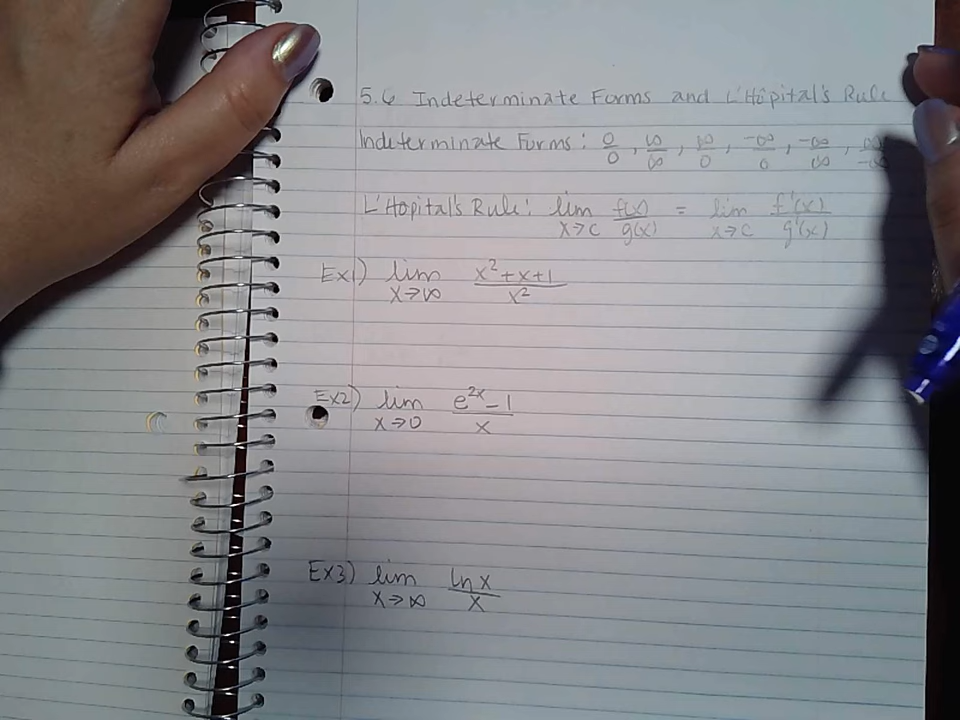 5.6 Indeterminate Forms and L'Hôpital's Rule
Indeterminate Forms: 0/0, ∞/∞, ∞/0, -∞/0, -∞/∞, ∞/-∞
L'Hopital's Rule: lim x→c f(x)/g(x) = lim x→c f'(x)/g'(x)
Ex1) lim x→∞ (x²+x+1)/x²
Ex2) lim x→0 (e^(2x)-1)/x
Ex3) lim x→∞ ln x/x